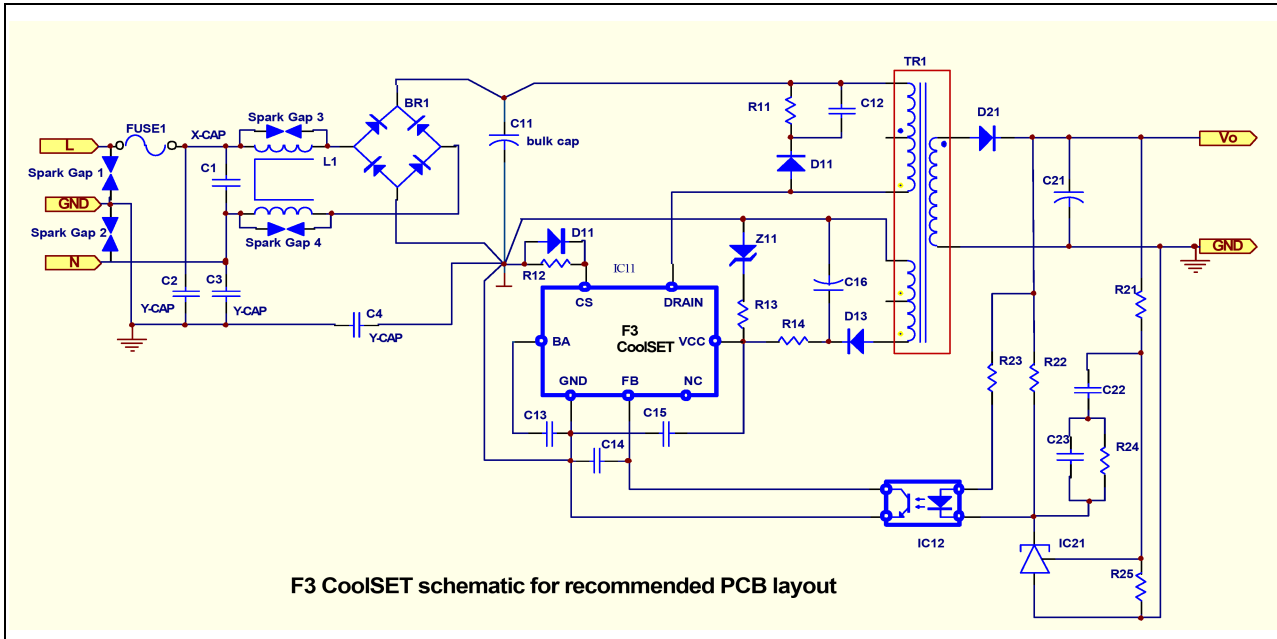 TR1
D21
BR1
R11
C12
Spark Gap 3
C11
bulk cap
FUSE1
X-CAP
L
Vo
L1
C1
D11
Spark Gap 1
C21
GND
Spark Gap 2
Spark Gap 4
D11
Z11
GND
N
R12
IC11
C2
C3
CS
DRAIN
C16
R21
Y-CAP
Y-CAP
R13
C4
Y-CAP
F3
CoolSET
BA
VCC
R14
D13
R23
R22
GND
FB
NC
C22
C13
C15
C14
C23
R24
IC12
IC21
R25
F3 CoolSET schematic for recommended PCB layout